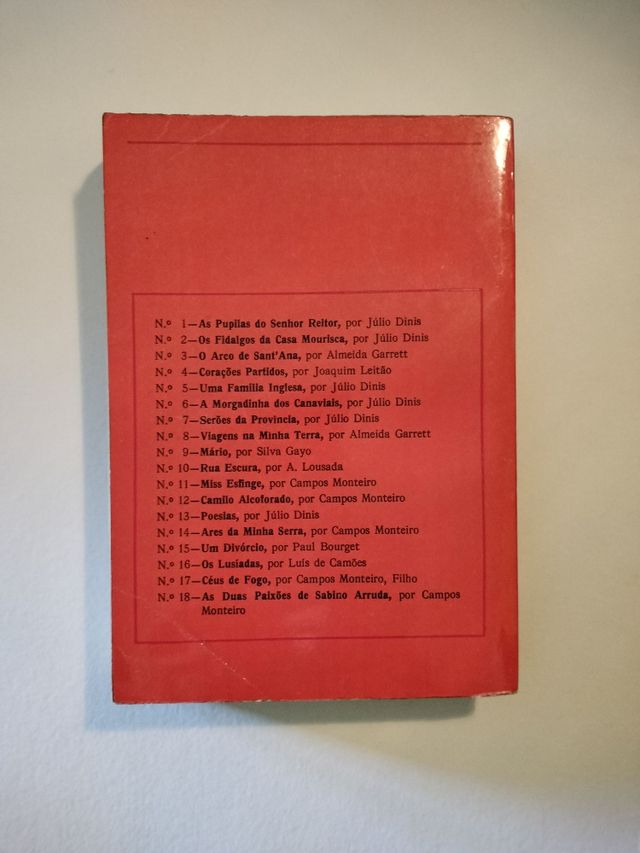 N.º 1—As Pupilas do Senhor Reitor, por Júlio Dinis
N.º 2—Os Fidalgos da Casa Mourisca, por Júlio Dinis
N.º 3—O Arco de Sant'Ana, por Almeida Garrett
N.º 4—Corações Partidos, por Joaquim Leitão
N.º 5—Uma Família Inglesa, por Júlio Dinis
N.º 6—A Morgadinha dos Canaviais, por Júlio Dinis
N.º 7—Serões da Província, por Júlio Dinis
N.º 8—Viagens na Minha Terra, por Almeida Garrett
N.º 9—Mário, por Silva Gayo
N.º 10—Rua Escura, por A. Lousada
N.º 11—Miss Esfinge, por Campos Monteiro
N.º 12—Camilo Alcoforado, por Campos Monteiro
N.º 13—Poesias, por Júlio Dinis
N.º 14—Ares da Minha Serra, por Campos Monteiro
N.º 15—Um Divórcio, por Paul Bourget
N.º 16—Os Lusíadas, por Luís de Camões
N.º 17—Céus de Fogo, por Campos Monteiro, Filho
N.º 18—As Duas Paixões de Sabino Arruda, por Campos
Monteiro